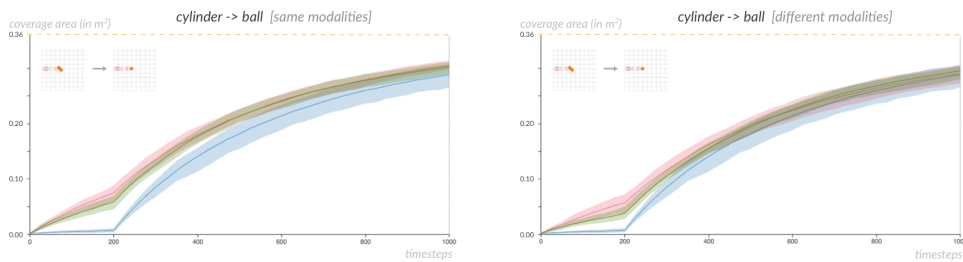 cylinder -> ball [same modalities]
coverage area (in m²)
0.36
0.20
0.10
0.00
0 200 400 600 800 1000
timesteps
cylinder -> ball [different modalities]
coverage area (in m²)
0.36
0.20
0.10
0.00
0 200 400 600 800 1000
timesteps